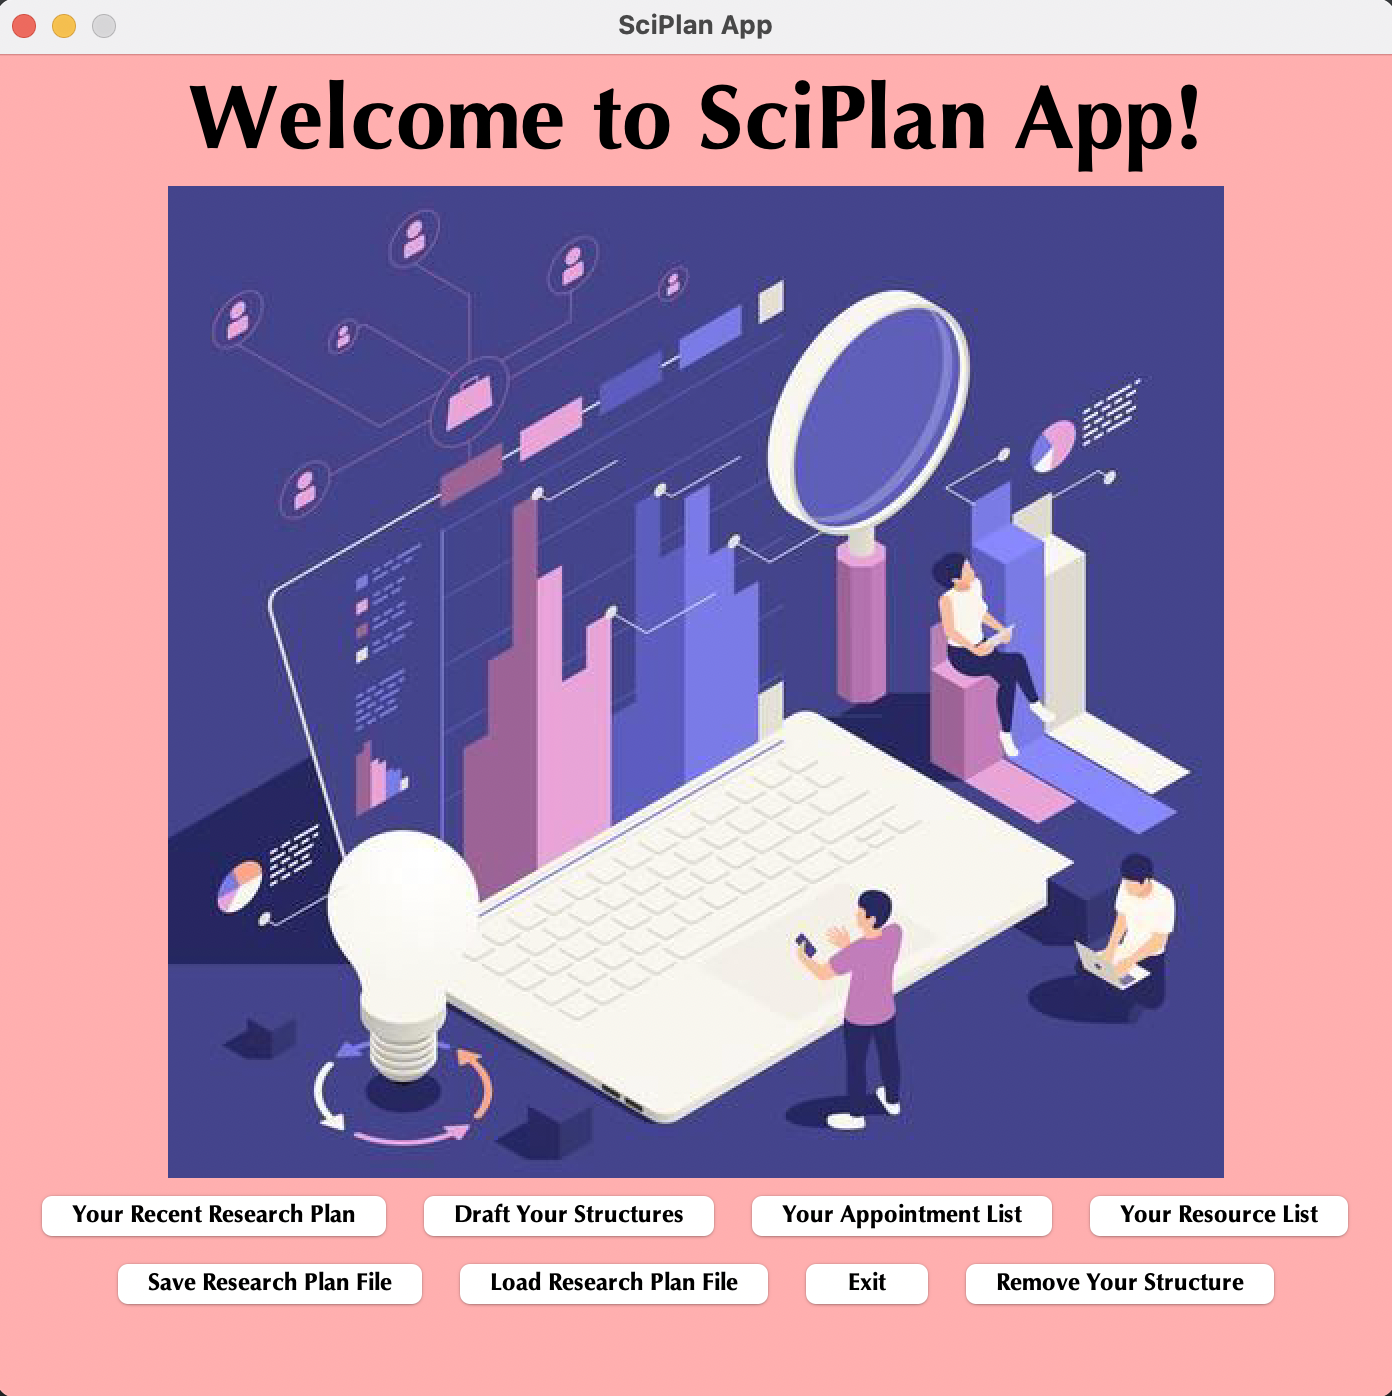 SciPlan App
Welcome to SciPlan App!
Your Recent Research Plan
Draft Your Structures
Your Appointment List
Your Resource List
Save Research Plan File
Load Research Plan File
Exit
Remove Your Structure